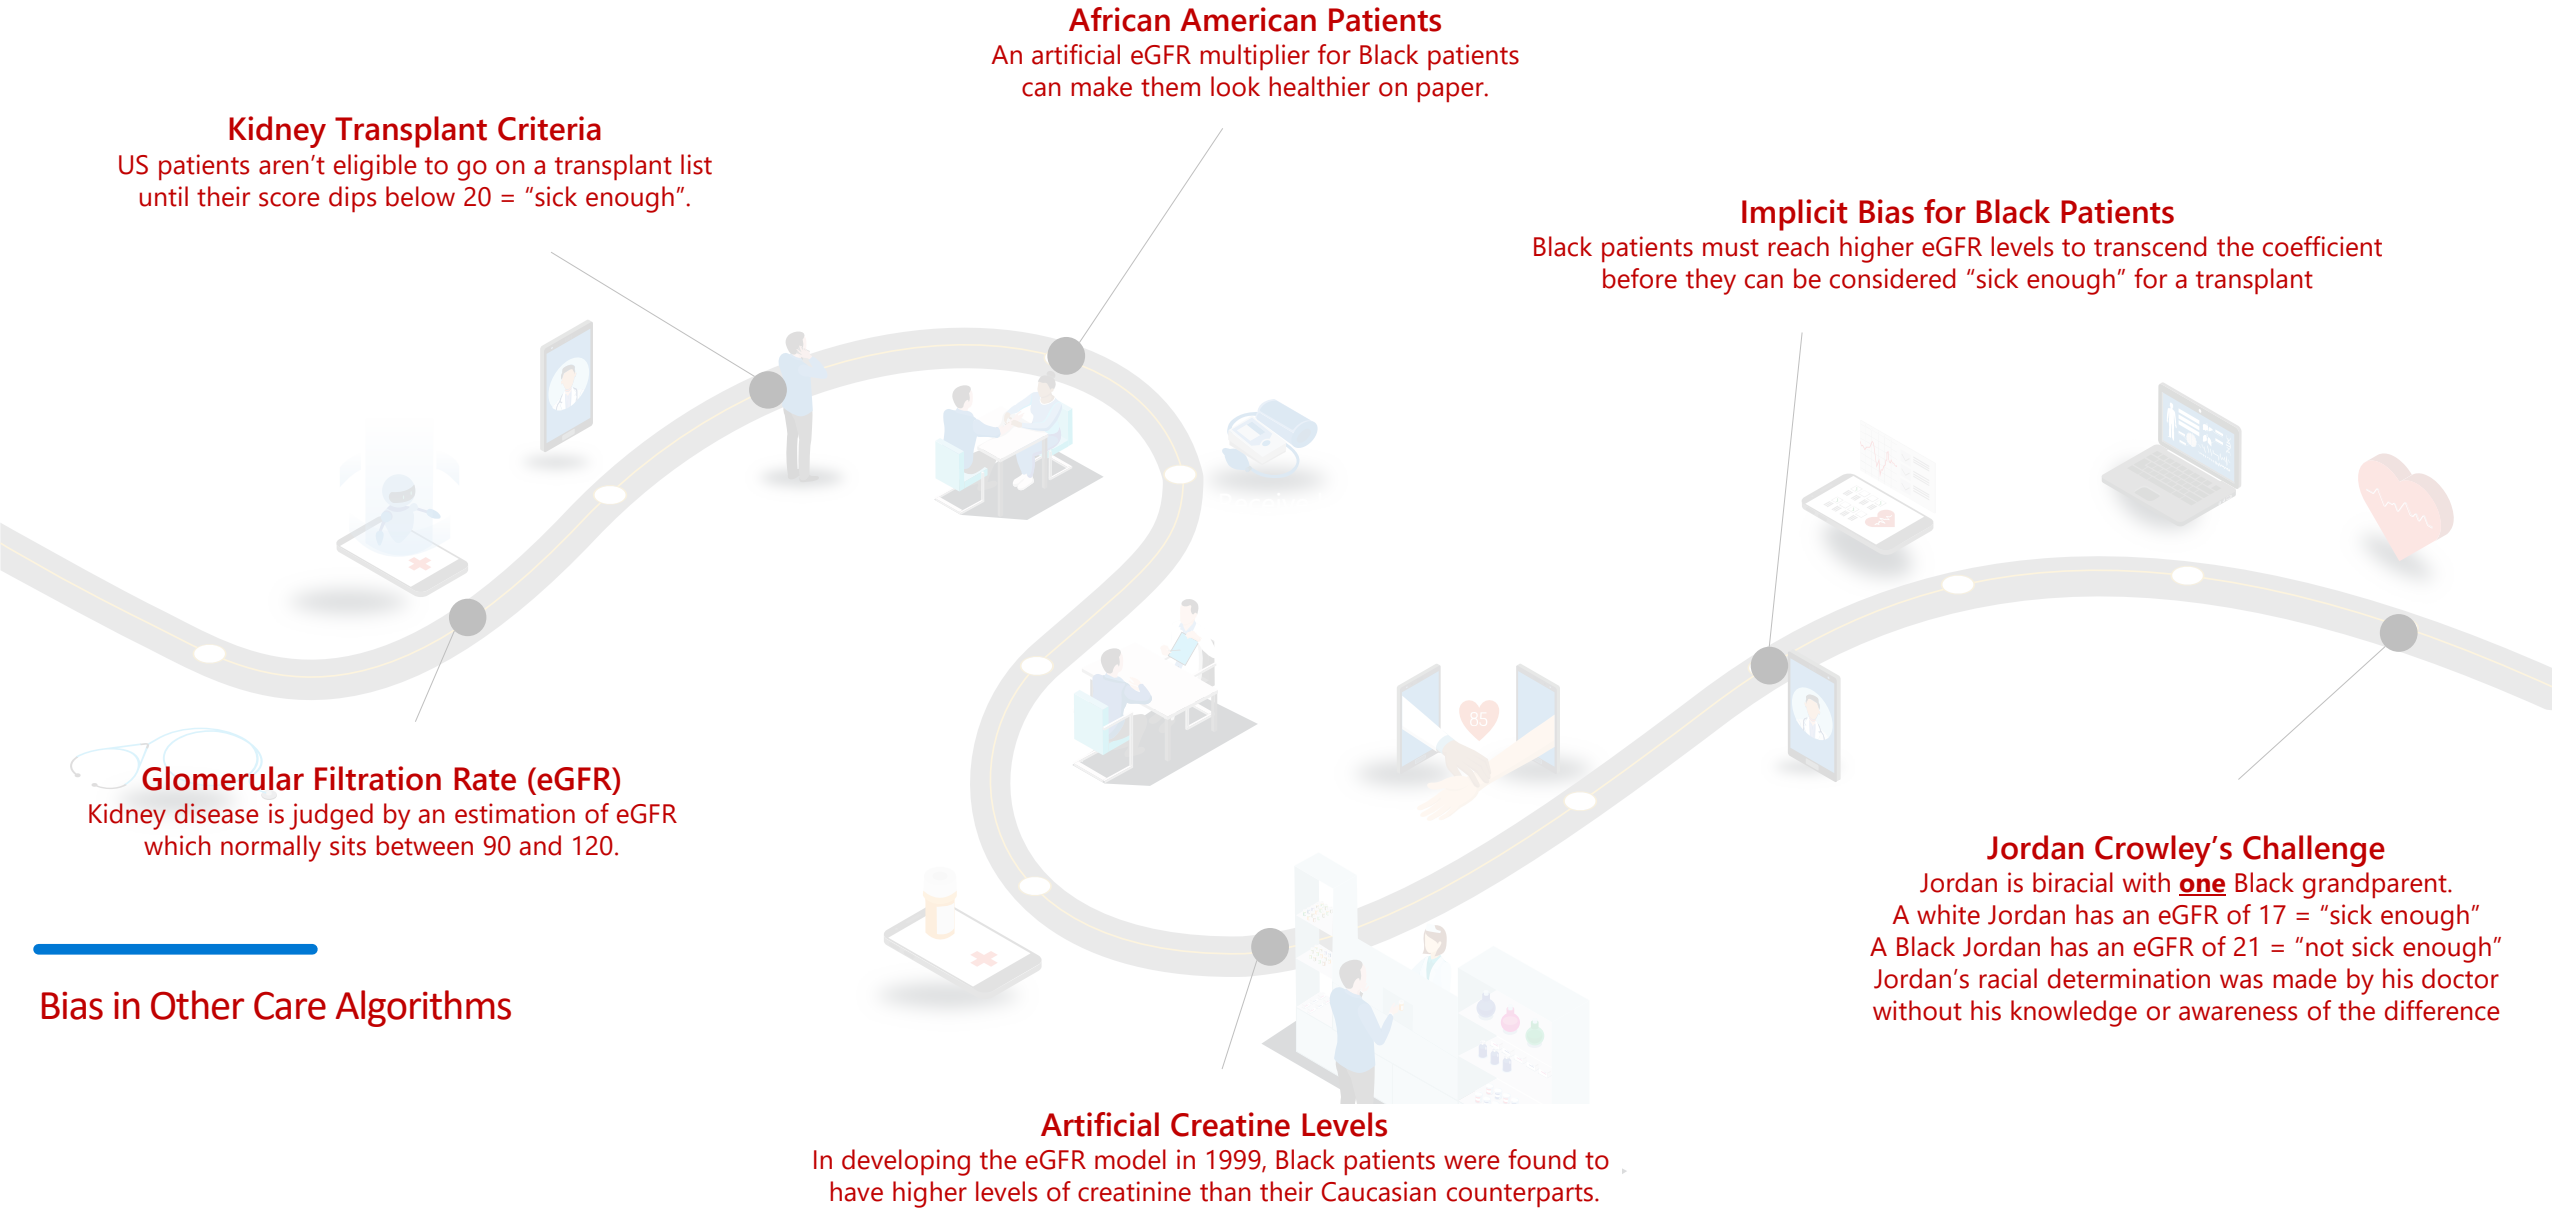 African American Patients
An artificial eGFR multiplier for Black patients
can make them look healthier on paper.
Kidney Transplant Criteria
US patients aren’t eligible to go on a transplant list
until their score dips below 20 = “sick enough”.
Implicit Bias for Black Patients
Black patients must reach higher eGFR levels to transcend the coefficient
before they can be considered “sick enough” for a transplant
85
Glomerular Filtration Rate (eGFR)
Kidney disease is judged by an estimation of eGFR
which normally sits between 90 and 120.
Jordan Crowley’s Challenge
Jordan is biracial with one Black grandparent.
A white Jordan has an eGFR of 17 = “sick enough”
A Black Jordan has an eGFR of 21 = “not sick enough”
Jordan’s racial determination was made by his doctor
without his knowledge or awareness of the difference
Bias in Other Care Algorithms
Artificial Creatine Levels
In developing the eGFR model in 1999, Black patients were found to
have higher levels of creatinine than their Caucasian counterparts.